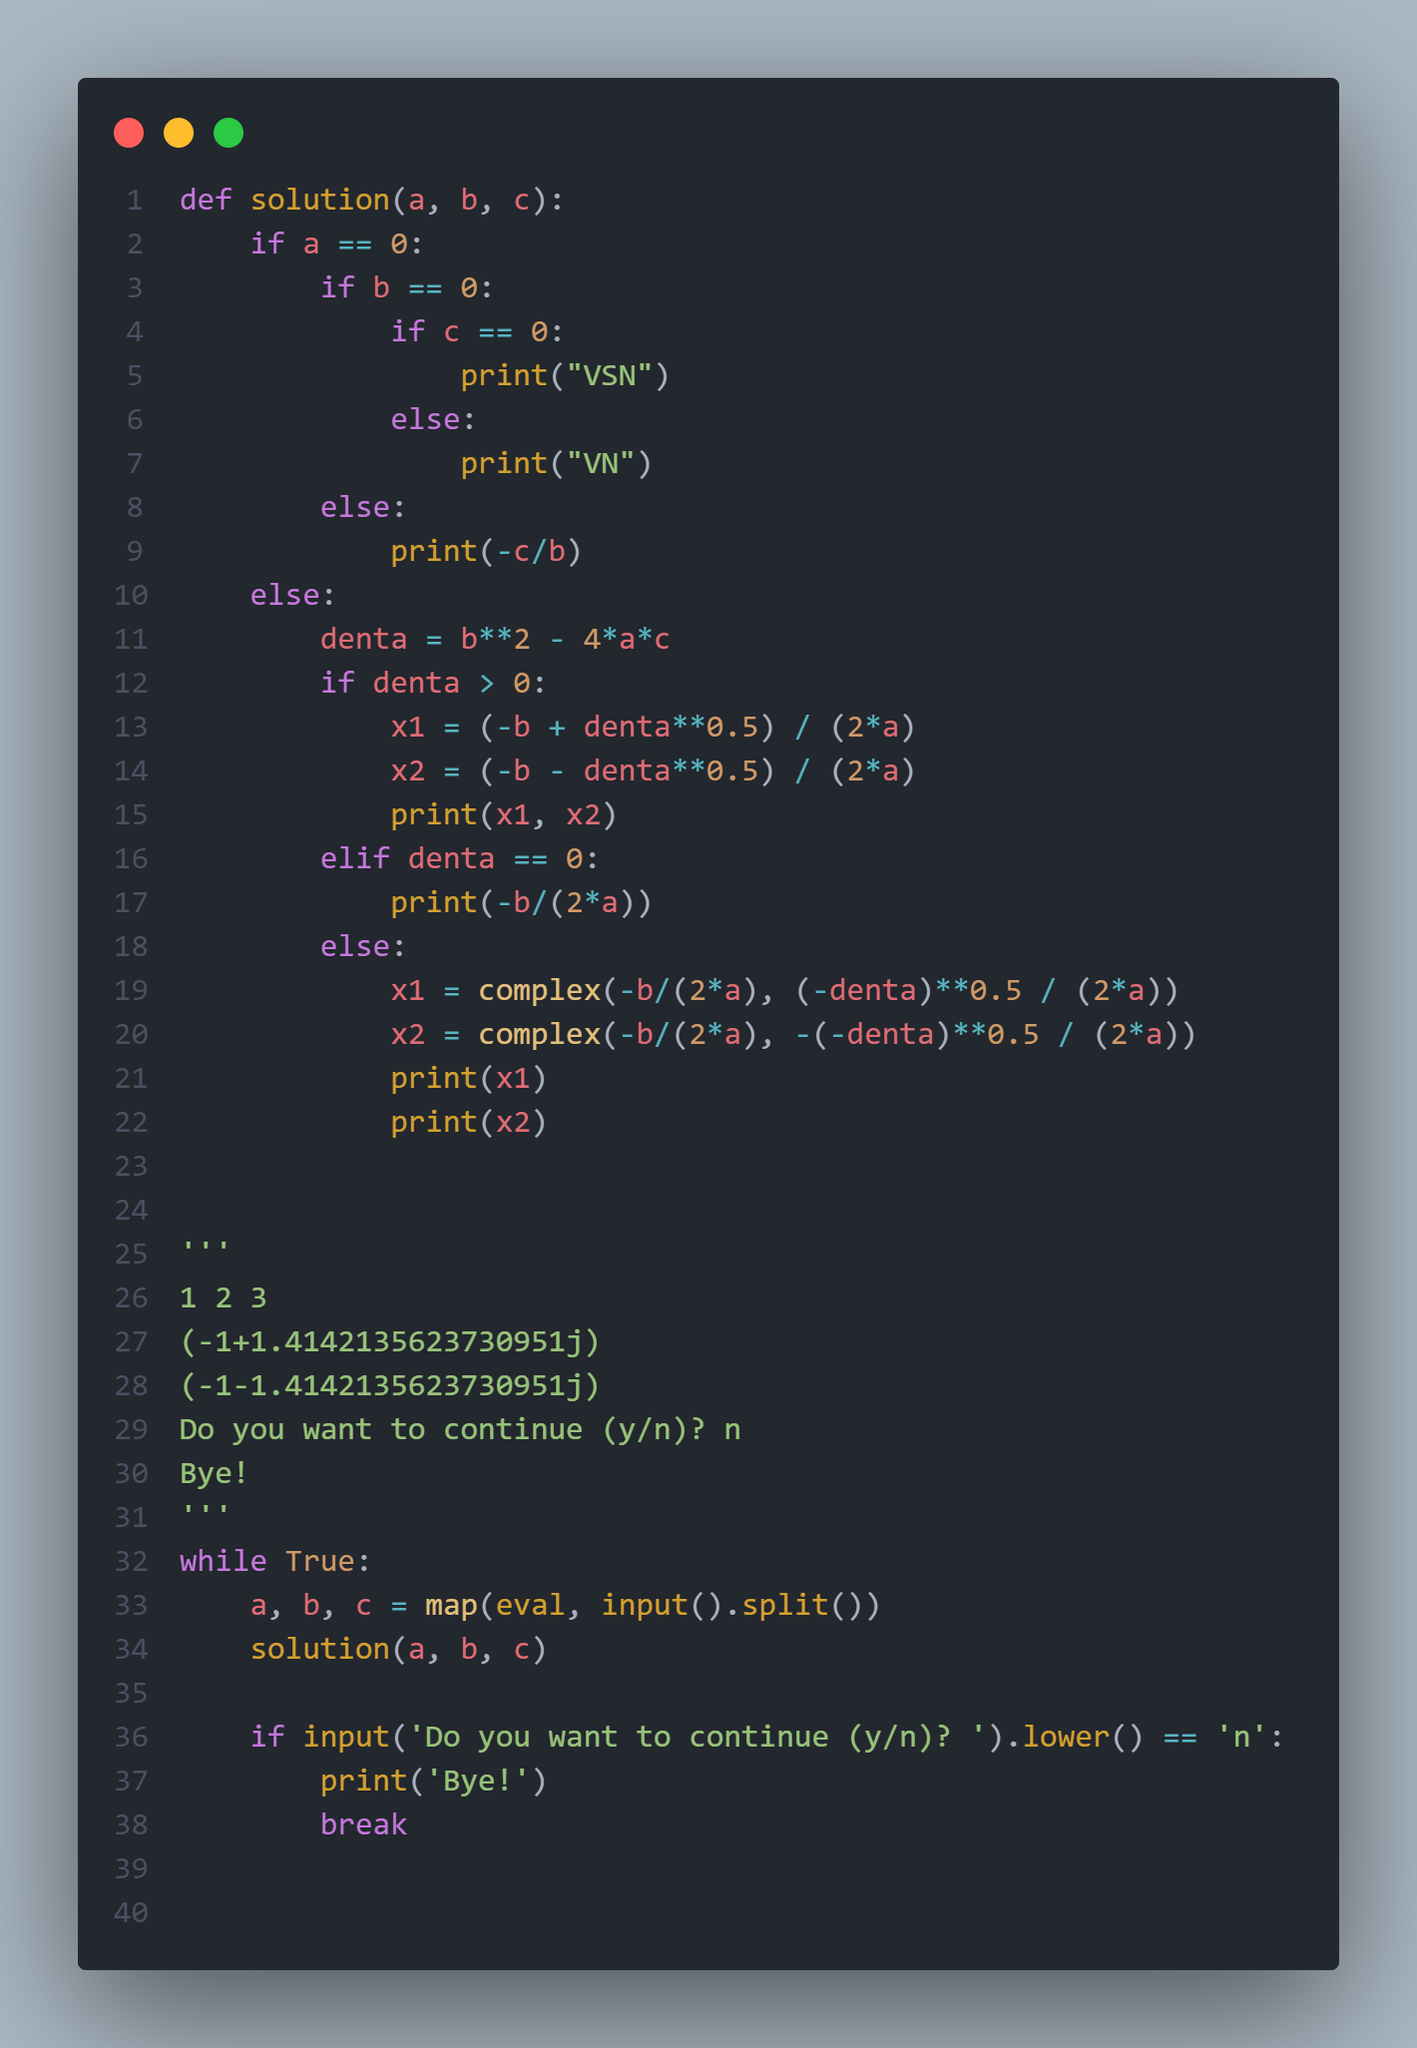 1 def solution(a, b, c):
2     if a == 0:
3         if b == 0:
4             if c == 0:
5                 print("VSN")
6             else:
7                 print("VN")
8         else:
9             print(-c/b)
10     else:
11         denta = b**2 - 4*a*c
12         if denta > 0:
13             x1 = (-b + denta**0.5) / (2*a)
14             x2 = (-b - denta**0.5) / (2*a)
15             print(x1, x2)
16         elif denta == 0:
17             print(-b/(2*a))
18         else:
19             x1 = complex(-b/(2*a), (-denta)**0.5 / (2*a))
20             x2 = complex(-b/(2*a), -(-denta)**0.5 / (2*a))
21             print(x1)
22             print(x2)
23
24
25 '''
26 1 2 3
27 (-1+1.4142135623730951j)
28 (-1-1.4142135623730951j)
29 Do you want to continue (y/n)? n
30 Bye!
31 '''
32 while True:
33     a, b, c = map(eval, input().split())
34     solution(a, b, c)
35
36     if input('Do you want to continue (y/n)? ').lower() == 'n':
37         print('Bye!')
38         break
39
40